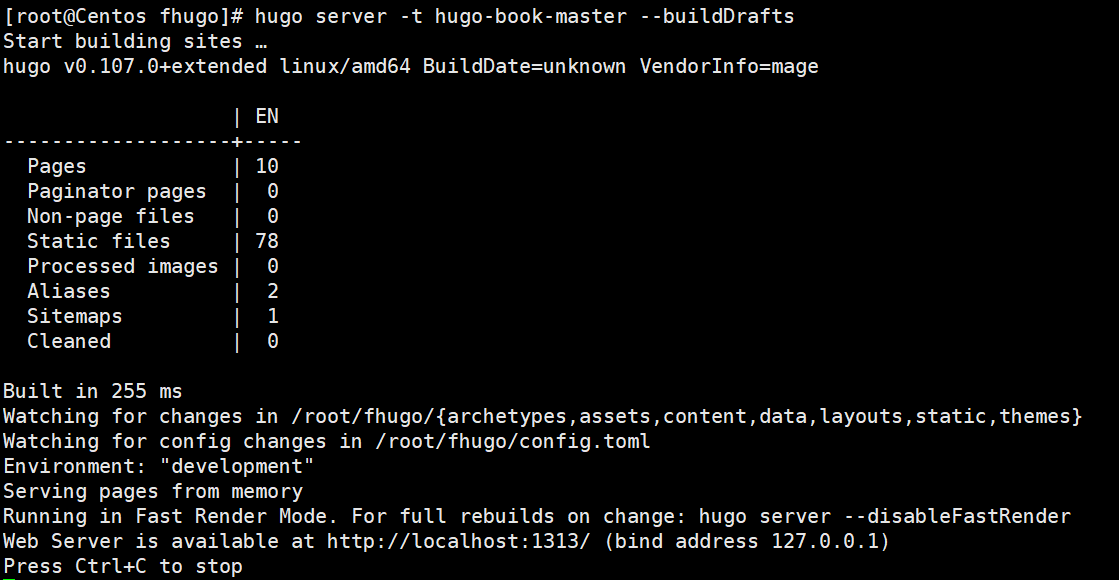 [root@Centos fhugo]# hugo server -t hugo-book-master --buildDrafts
Start building sites …
hugo v0.107.0+extended linux/amd64 BuildDate=unknown VendorInfo=mage
                   | EN
-------------------+-----
  Pages            | 10
  Paginator pages  |  0
  Non-page files   |  0
  Static files     | 78
  Processed images |  0
  Aliases          |  2
  Sitemaps         |  1
  Cleaned          |  0
Built in 255 ms
Watching for changes in /root/fhugo/{archetypes,assets,content,data,layouts,static,themes}
Watching for config changes in /root/fhugo/config.toml
Environment: "development"
Serving pages from memory
Running in Fast Render Mode. For full rebuilds on change: hugo server --disableFastRender
Web Server is available at http://localhost:1313/ (bind address 127.0.0.1)
Press Ctrl+C to stop